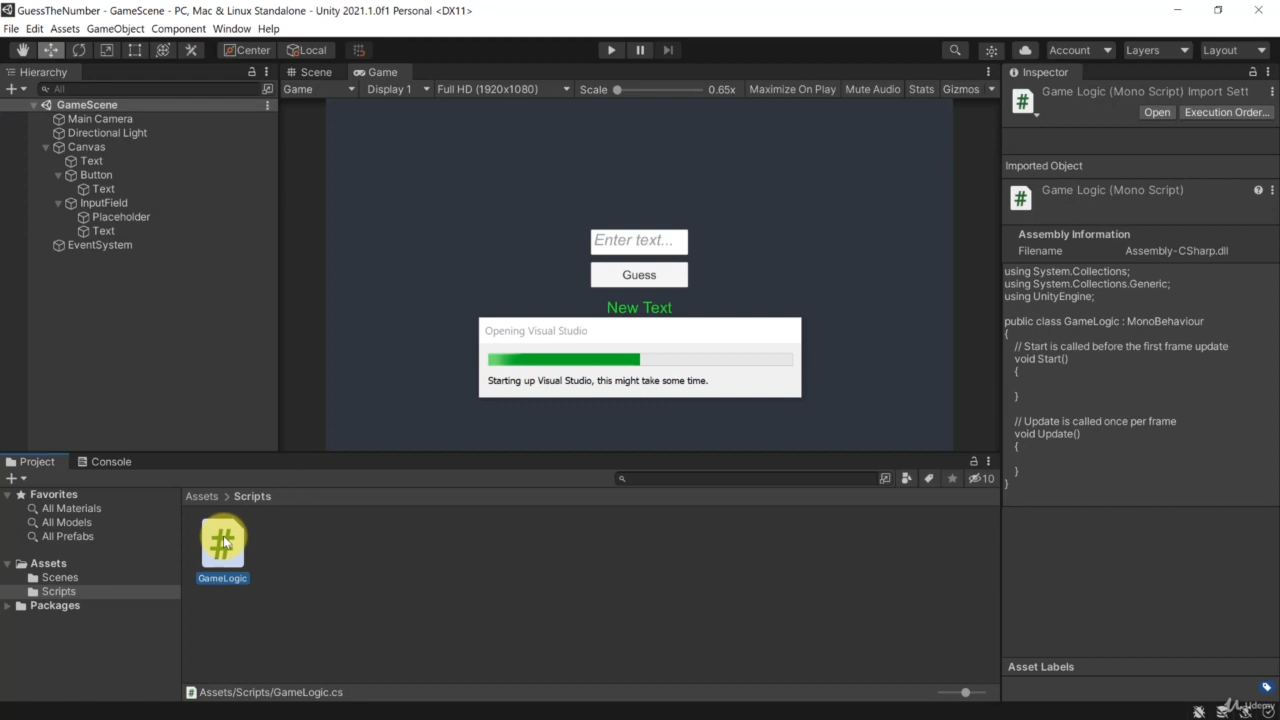 GuessTheNumber - GameScene - PC, Mac & Linux Standalone - Unity 2021.1.0f1 Personal <DX11>
File Edit Assets GameObject Component Window Help
Center Local Account Layers Layout
Hierarchy
All
GameScene
Main Camera
Directional Light
Canvas
Text
Button
Text
InputField
Placeholder
Text
EventSystem
Scene Game
Game Display 1 Full HD (1920x1080) Scale 0.65x Maximize On Play Mute Audio Stats Gizmos
Enter text...
Guess
New Text
Opening Visual Studio
Starting up Visual Studio, this might take some time.
Inspector
Game Logic (Mono Script) Import Sett
Open Execution Order...
Imported Object
Game Logic (Mono Script)
Assembly Information
Filename Assembly-CSharp.dll
using System.Collections;
using System.Collections.Generic;
using UnityEngine;
public class GameLogic : MonoBehaviour
{
// Start is called before the first frame update
void Start()
{
}
// Update is called once per frame
void Update()
{
}
}
Asset Labels
Project Console
10
Favorites
All Materials
All Models
All Prefabs
Assets
Scenes
Scripts
Packages
Assets > Scripts
#
GameLogic
Assets/Scripts/GameLogic.cs
Udemy